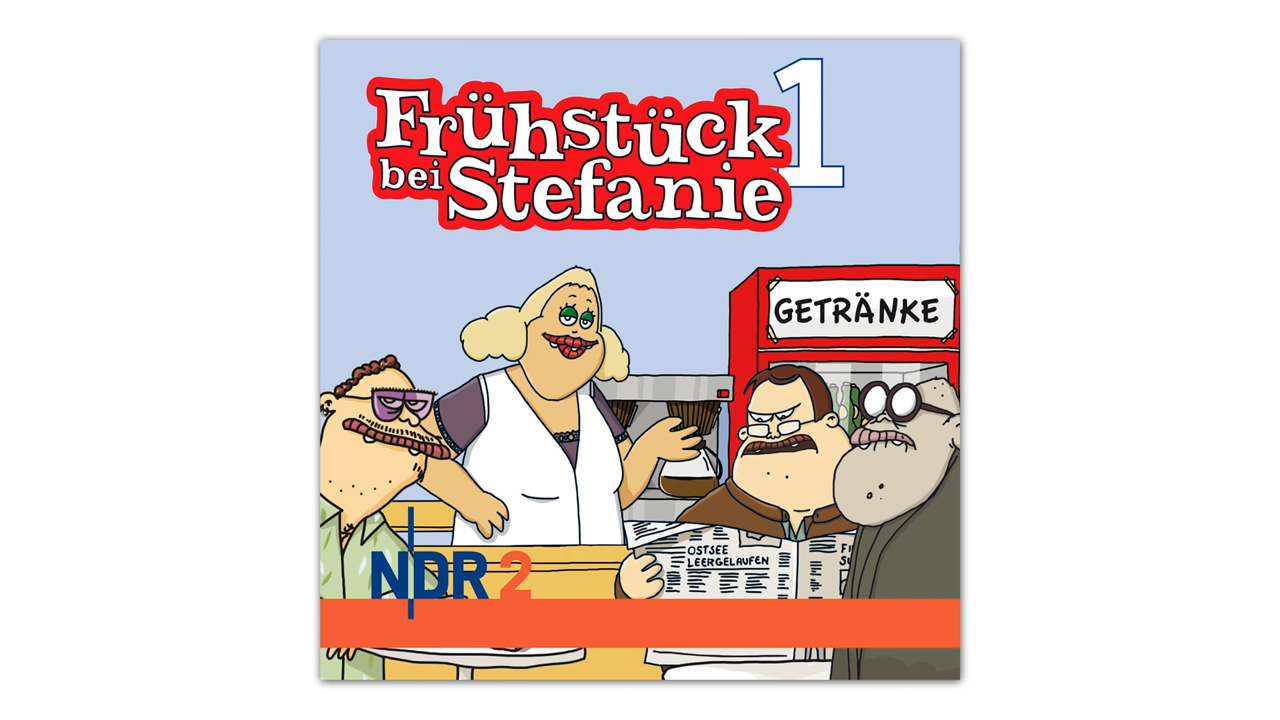 Frühstück 1
bei Stefanie
GETRÄNKE
OSTSEE
LEERGELAUFEN
NDR 2